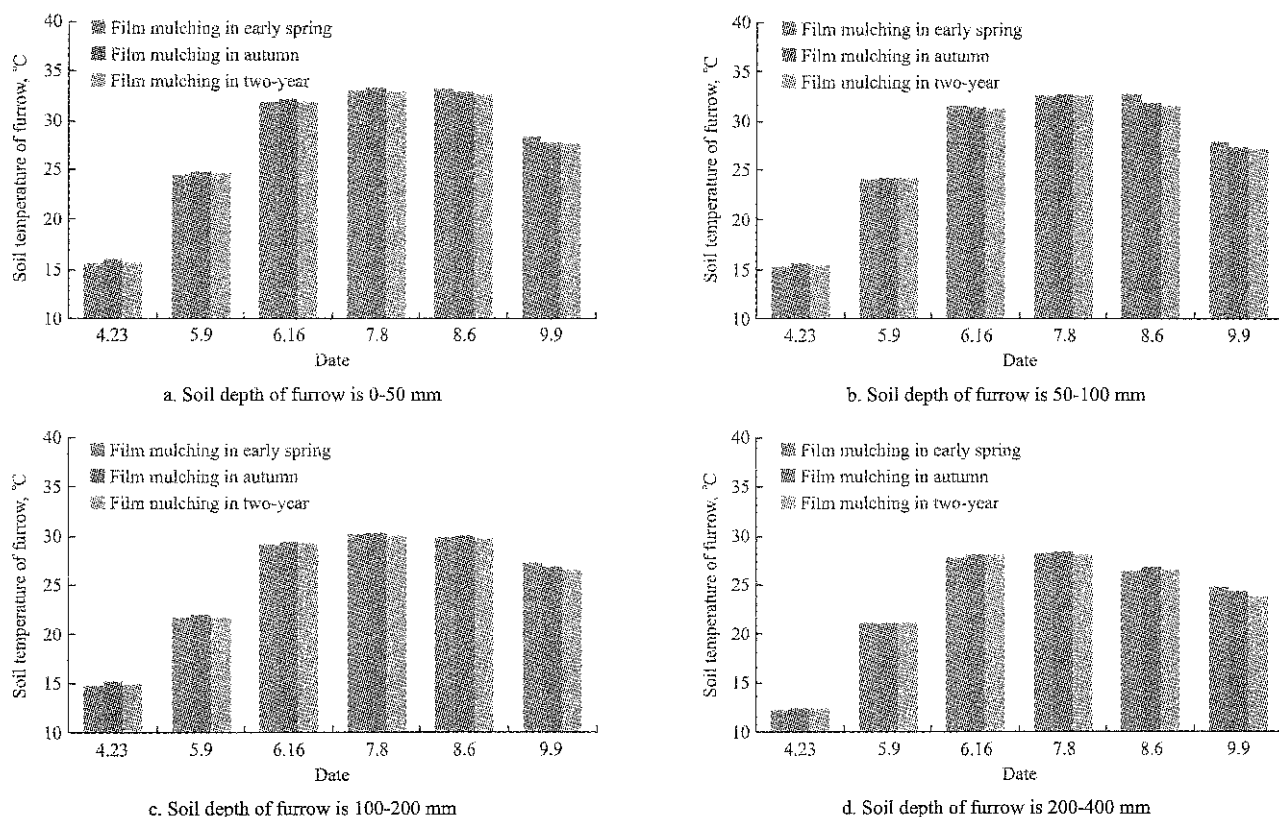 40
35
30
25
20
15
10
Soil temperature of furrow, °C
Film mulching in early spring
Film mulching in autumn
Film mulching in two-year
4.23 5.9 6.16 7.8 8.6 9.9
Date
a. Soil depth of furrow is 0-50 mm
40
35
30
25
20
15
10
Soil temperature of furrow, °C
Film mulching in early spring
Film mulching in autumn
Film mulching in two-year
4.23 5.9 6.16 7.8 8.6 9.9
Date
b. Soil depth of furrow is 50-100 mm
40
35
30
25
20
15
10
Soil temperature of furrow, °C
Film mulching in early spring
Film mulching in autumn
Film mulching in two-year
4.23 5.9 6.16 7.8 8.6 9.9
Date
c. Soil depth of furrow is 100-200 mm
40
35
30
25
20
15
10
Soil temperature of furrow, °C
Film mulching in early spring
Film mulching in autumn
Film mulching in two-year
4.23 5.9 6.16 7.8 8.6 9.9
Date
d. Soil depth of furrow is 200-400 mm